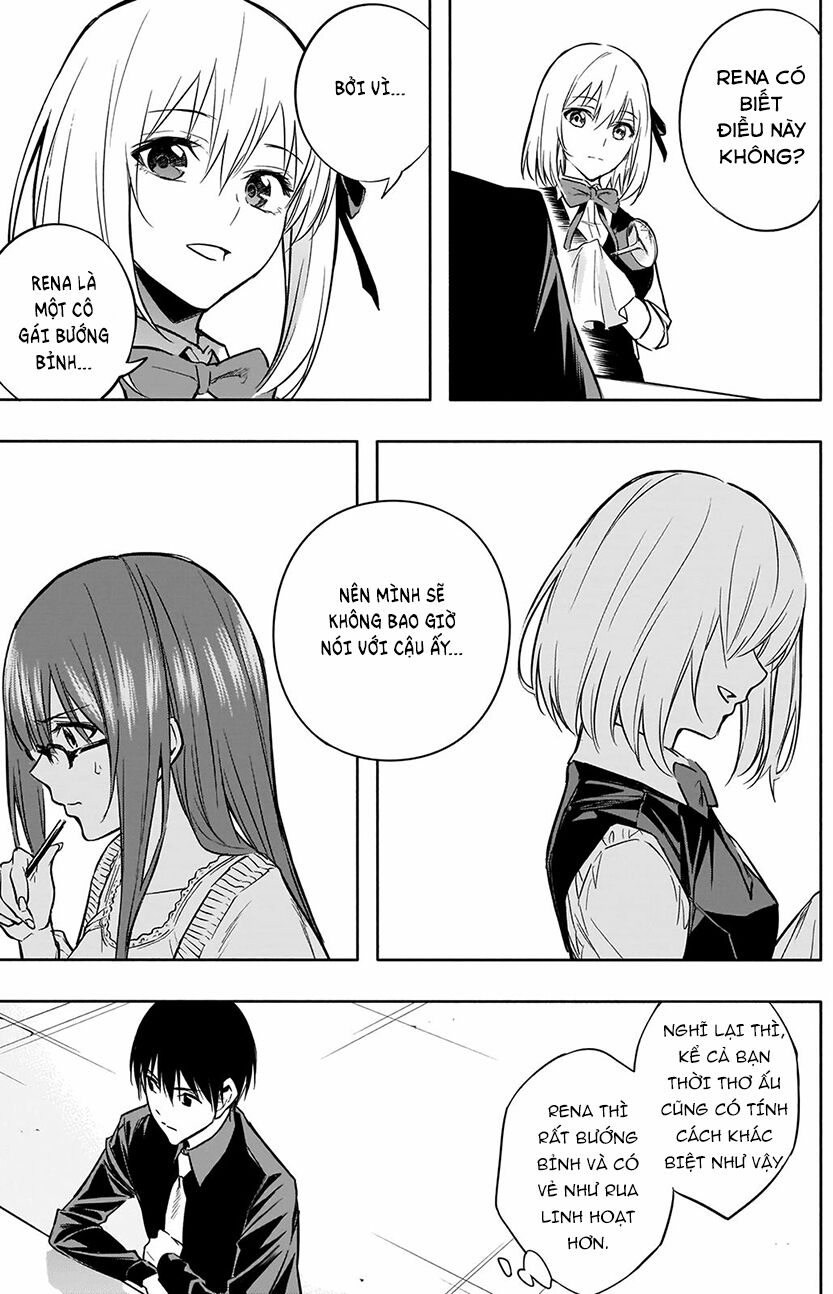 RENA CÓ
BIẾT
ĐIỀU NÀY
KHÔNG?
BỞI VÌ...
RENA LÀ
MỘT CÔ
GÁI BƯỚNG
BỈNH...
NÊN MÌNH SẼ
KHÔNG BAO GIỜ
NÓI VỚI CẬU ẤY...
NGHĨ LẠI THÌ,
KỂ CẢ BẠN
THỜI THƠ ẤU
CŨNG CÓ TÍNH
CÁCH KHÁC
BIỆT NHƯ VẬY
RENA THÌ
RẤT BƯỚNG
BỈNH VÀ CÓ
VẺ NHƯ RUA
LINH HOẠT
HƠN.